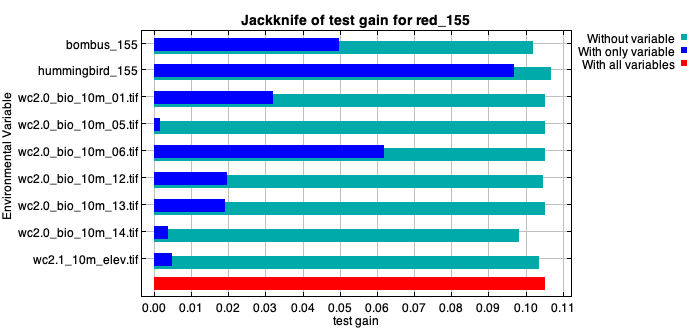 Jackknife of test gain for red_155
Without variable
With only variable
With all variables
Environmental Variable
bombus_155
hummingbird_155
wc2.0_bio_10m_01.tif
wc2.0_bio_10m_05.tif
wc2.0_bio_10m_06.tif
wc2.0_bio_10m_12.tif
wc2.0_bio_10m_13.tif
wc2.0_bio_10m_14.tif
wc2.1_10m_elev.tif
0.00 0.01 0.02 0.03 0.04 0.05 0.06 0.07 0.08 0.09 0.10 0.11
test gain